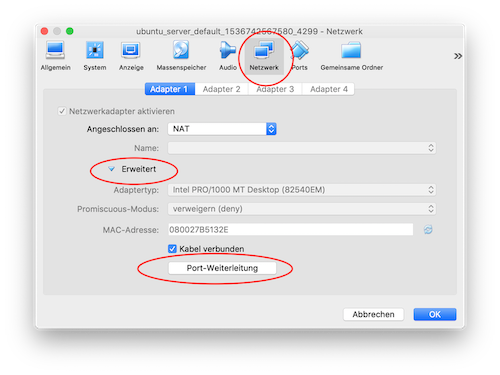 ubuntu_server_default_1536742567580_4299 - Netzwerk
Allgemein System Anzeige Massenspeicher Audio Netzwerk Ports Gemeinsame Ordner
Adapter 1 Adapter 2 Adapter 3 Adapter 4
Netzwerkadapter aktivieren
Angeschlossen an: NAT
Name:
Erweitert
Adaptertyp: Intel PRO/1000 MT Desktop (82540EM)
Promiscuous-Modus: verweigern (deny)
MAC-Adresse: 080027B5132E
Kabel verbunden
Port-Weiterleitung
Abbrechen OK